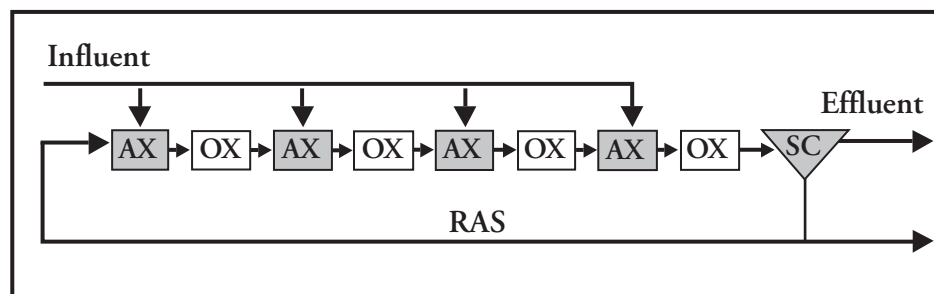 Influent
Effluent
AX OX AX OX AX OX AX OX SC
RAS